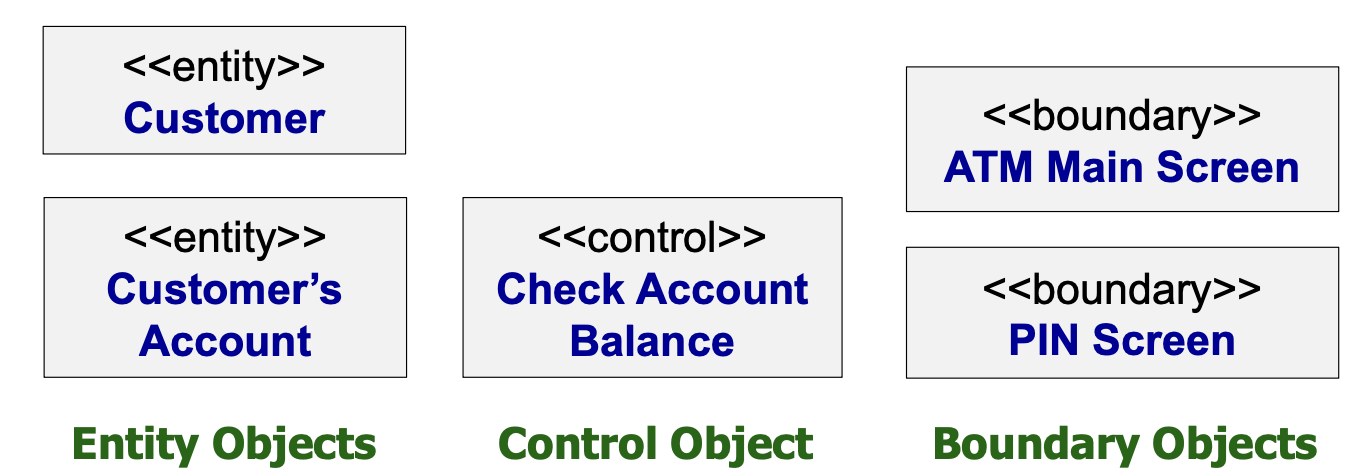 <<entity>>
Customer
<<entity>>
Customer’s
Account
Entity Objects
<<control>>
Check Account
Balance
Control Object
<<boundary>>
ATM Main Screen
<<boundary>>
PIN Screen
Boundary Objects